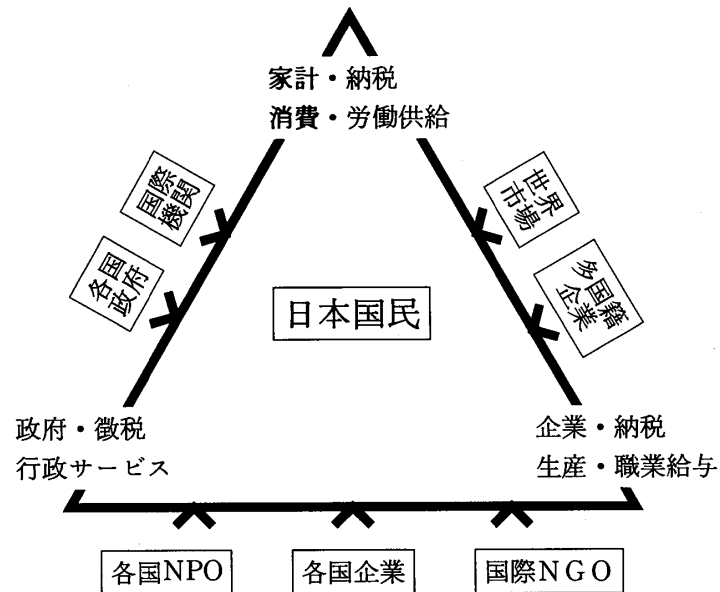 家計・納税
消費・労働供給
国際
機関
世界
市場
各国
政府
多国籍
企業
日本国民
政府・徴税
行政サービス
企業・納税
生産・職業給与
各国NPO
各国企業
国際NGO